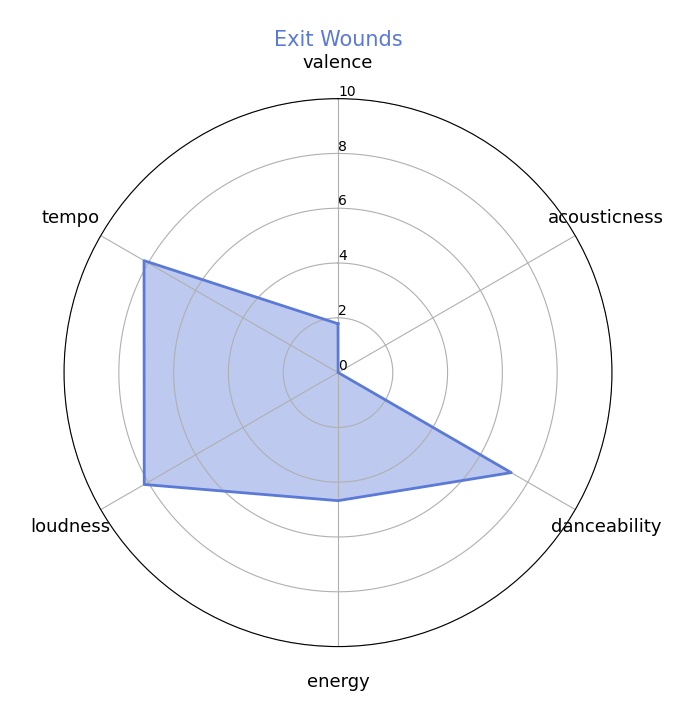 Exit Wounds
valence
10
8
tempo
acousticness
6
4
2
0
loudness
danceability
energy